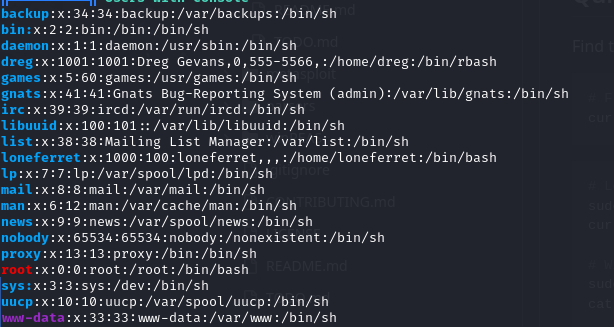 Users with console
backup:x:34:34:backup:/var/backups:/bin/sh
bin:x:2:2:bin:/bin:/bin/sh
daemon:x:1:1:daemon:/usr/sbin:/bin/sh
dreg:x:1001:1001:Dreg Gevans,0,555-5566,:/home/dreg:/bin/rbash
games:x:5:60:games:/usr/games:/bin/sh
gnats:x:41:41:Gnats Bug-Reporting System (admin):/var/lib/gnats:/bin/sh
irc:x:39:39:ircd:/var/run/ircd:/bin/sh
libuuid:x:100:101::/var/lib/libuuid:/bin/sh
list:x:38:38:Mailing List Manager:/var/list:/bin/sh
loneferret:x:1000:100:loneferret,,,:/home/loneferret:/bin/bash
lp:x:7:7:lp:/var/spool/lpd:/bin/sh
mail:x:8:8:mail:/var/mail:/bin/sh
man:x:6:12:man:/var/cache/man:/bin/sh
news:x:9:9:news:/var/spool/news:/bin/sh
nobody:x:65534:65534:nobody:/nonexistent:/bin/sh
proxy:x:13:13:proxy:/bin:/bin/sh
root:x:0:0:root:/root:/bin/bash
sys:x:3:3:sys:/dev:/bin/sh
uucp:x:10:10:uucp:/var/spool/uucp:/bin/sh
www-data:x:33:33:www-data:/var/www:/bin/sh
README.md
Find t